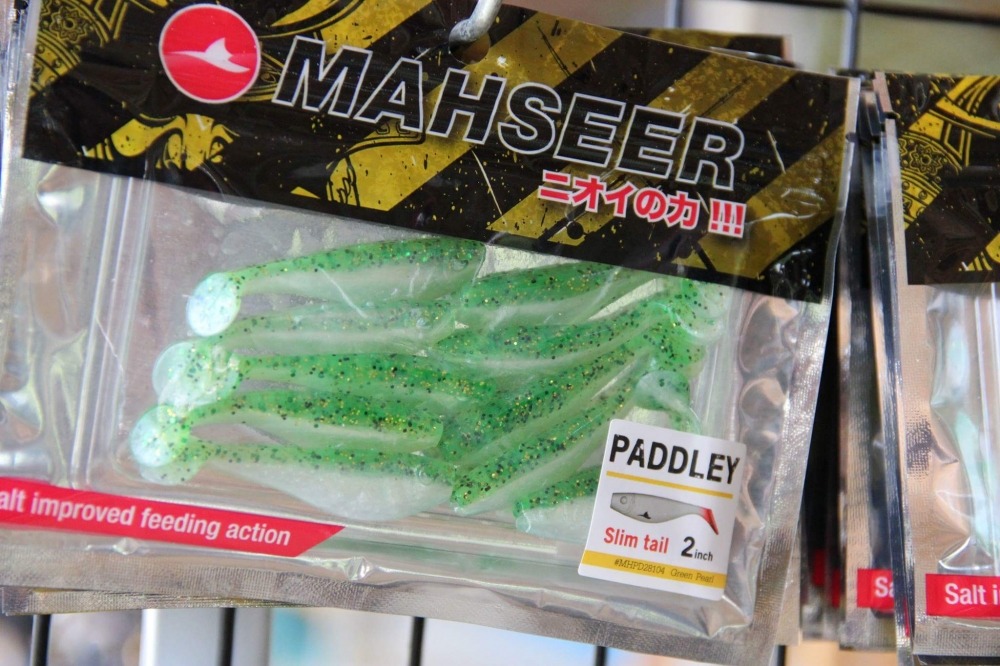 MAHSEER
ニオイの力 !!!
alt improved feeding action
PADDLEY
Slim tail 2inch
#MHPD28104 Green Pearl
Sa
Salt i